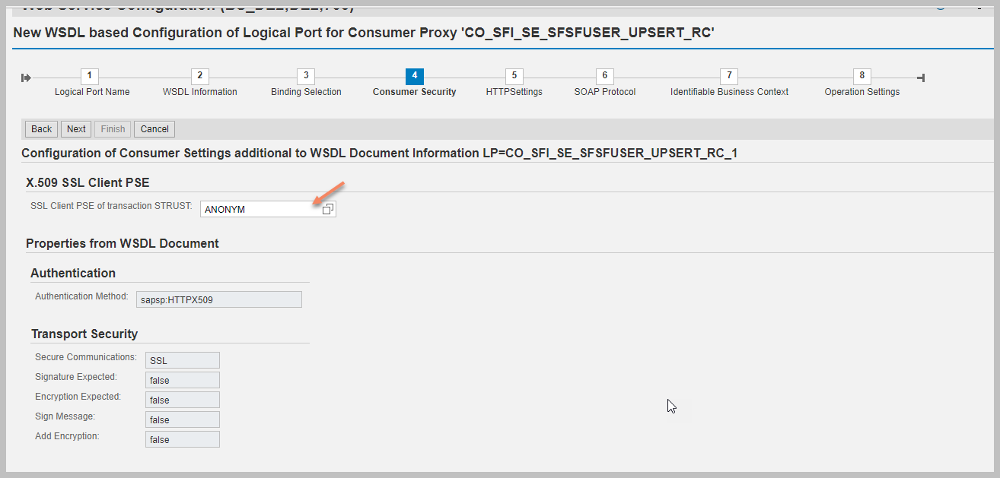 New WSDL based Configuration of Logical Port for Consumer Proxy 'CO_SFI_SE_SFSFUSER_UPSERT_RC'
1 2 3 4 5 6 7 8
Logical Port Name WSDL Information Binding Selection Consumer Security HTTPSettings SOAP Protocol Identifiable Business Context Operation Settings
Back Next Finish Cancel
Configuration of Consumer Settings additional to WSDL Document Information LP=CO_SFI_SE_SFSFUSER_UPSERT_RC_1
X.509 SSL Client PSE
SSL Client PSE of transaction STRUST: ANONYM
Properties from WSDL Document
Authentication
Authentication Method: sapsp:HTTPX509
Transport Security
Secure Communications: SSL
Signature Expected: false
Encryption Expected: false
Sign Message: false
Add Encryption: false